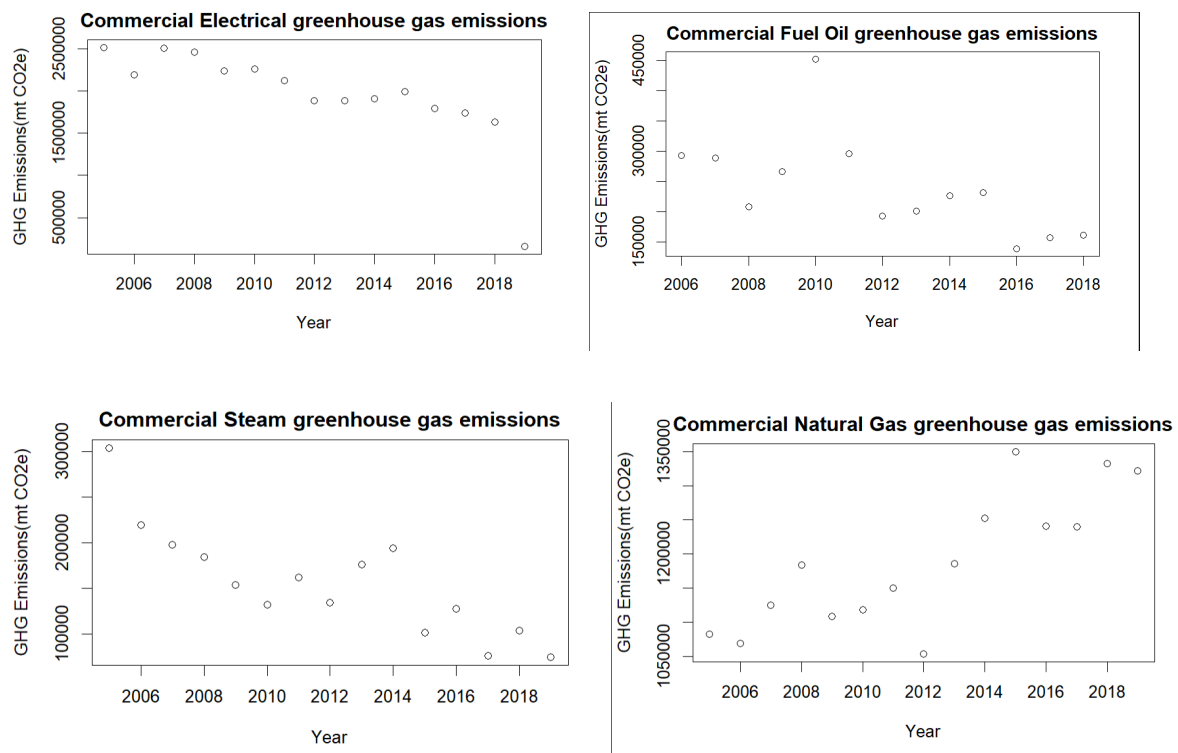 Commercial Electrical greenhouse gas emissions
GHG Emissions(mt CO2e)
2500000
1500000
500000
2006 2008 2010 2012 2014 2016 2018
Year
Commercial Fuel Oil greenhouse gas emissions
GHG Emissions(mt CO2e)
450000
300000
150000
2006 2008 2010 2012 2014 2016 2018
Year
Commercial Steam greenhouse gas emissions
GHG Emissions(mt CO2e)
300000
200000
100000
2006 2008 2010 2012 2014 2016 2018
Year
Commercial Natural Gas greenhouse gas emissions
GHG Emissions(mt CO2e)
1350000
1200000
1050000
2006 2008 2010 2012 2014 2016 2018
Year